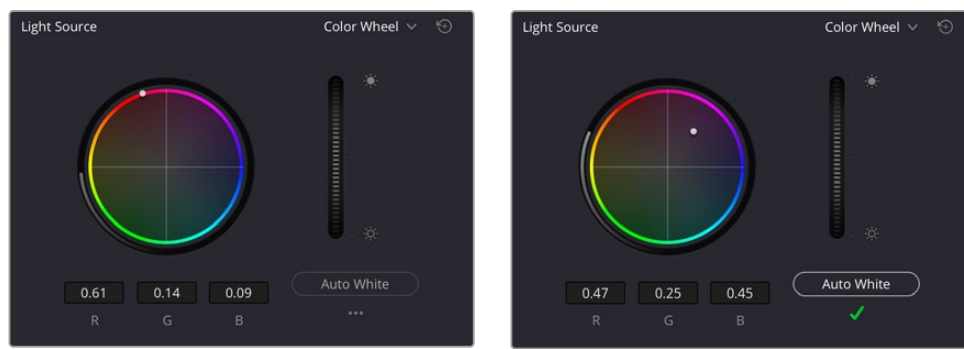 Light Source Color Wheel
0.61 0.14 0.09
R G B
Auto White
Light Source Color Wheel
0.47 0.25 0.45
R G B
Auto White